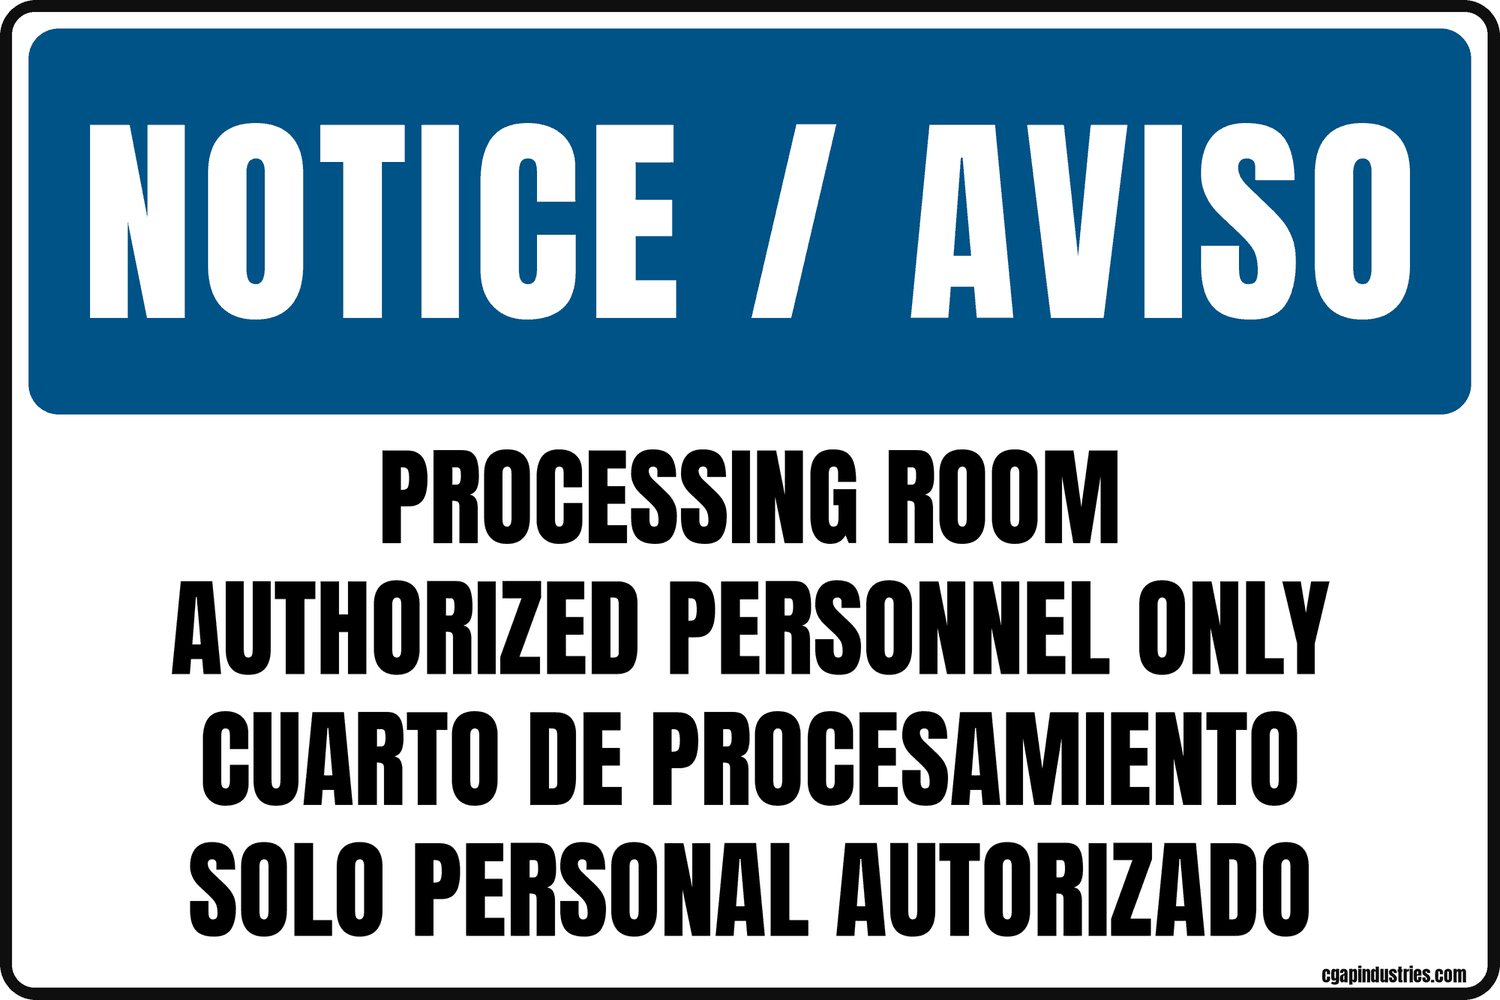 NOTICE / AVISO
PROCESSING ROOM
AUTHORIZED PERSONNEL ONLY
CUARTO DE PROCESAMIENTO
SOLO PERSONAL AUTORIZADO
cgapindustries.com